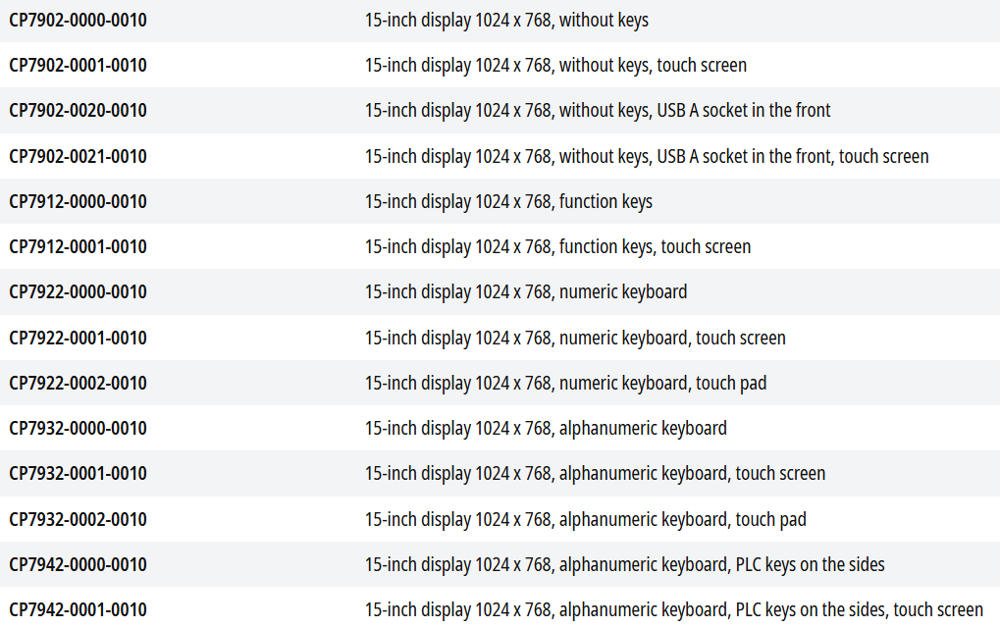 CP7902-0000-0010 15-inch display 1024 x 768, without keys
CP7902-0001-0010 15-inch display 1024 x 768, without keys, touch screen
CP7902-0020-0010 15-inch display 1024 x 768, without keys, USB A socket in the front
CP7902-0021-0010 15-inch display 1024 x 768, without keys, USB A socket in the front, touch screen
CP7912-0000-0010 15-inch display 1024 x 768, function keys
CP7912-0001-0010 15-inch display 1024 x 768, function keys, touch screen
CP7922-0000-0010 15-inch display 1024 x 768, numeric keyboard
CP7922-0001-0010 15-inch display 1024 x 768, numeric keyboard, touch screen
CP7922-0002-0010 15-inch display 1024 x 768, numeric keyboard, touch pad
CP7932-0000-0010 15-inch display 1024 x 768, alphanumeric keyboard
CP7932-0001-0010 15-inch display 1024 x 768, alphanumeric keyboard, touch screen
CP7932-0002-0010 15-inch display 1024 x 768, alphanumeric keyboard, touch pad
CP7942-0000-0010 15-inch display 1024 x 768, alphanumeric keyboard, PLC keys on the sides
CP7942-0001-0010 15-inch display 1024 x 768, alphanumeric keyboard, PLC keys on the sides, touch screen